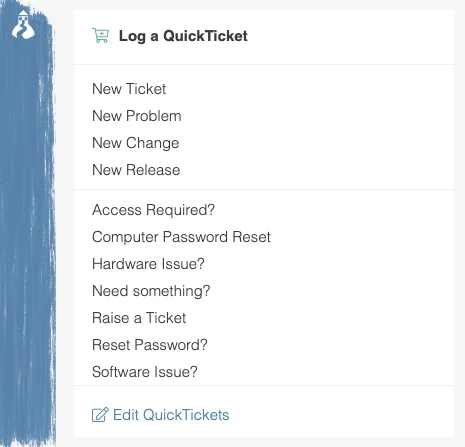 Log a QuickTicket
New Ticket
New Problem
New Change
New Release
Access Required?
Computer Password Reset
Hardware Issue?
Need something?
Raise a Ticket
Reset Password?
Software Issue?
Edit QuickTickets